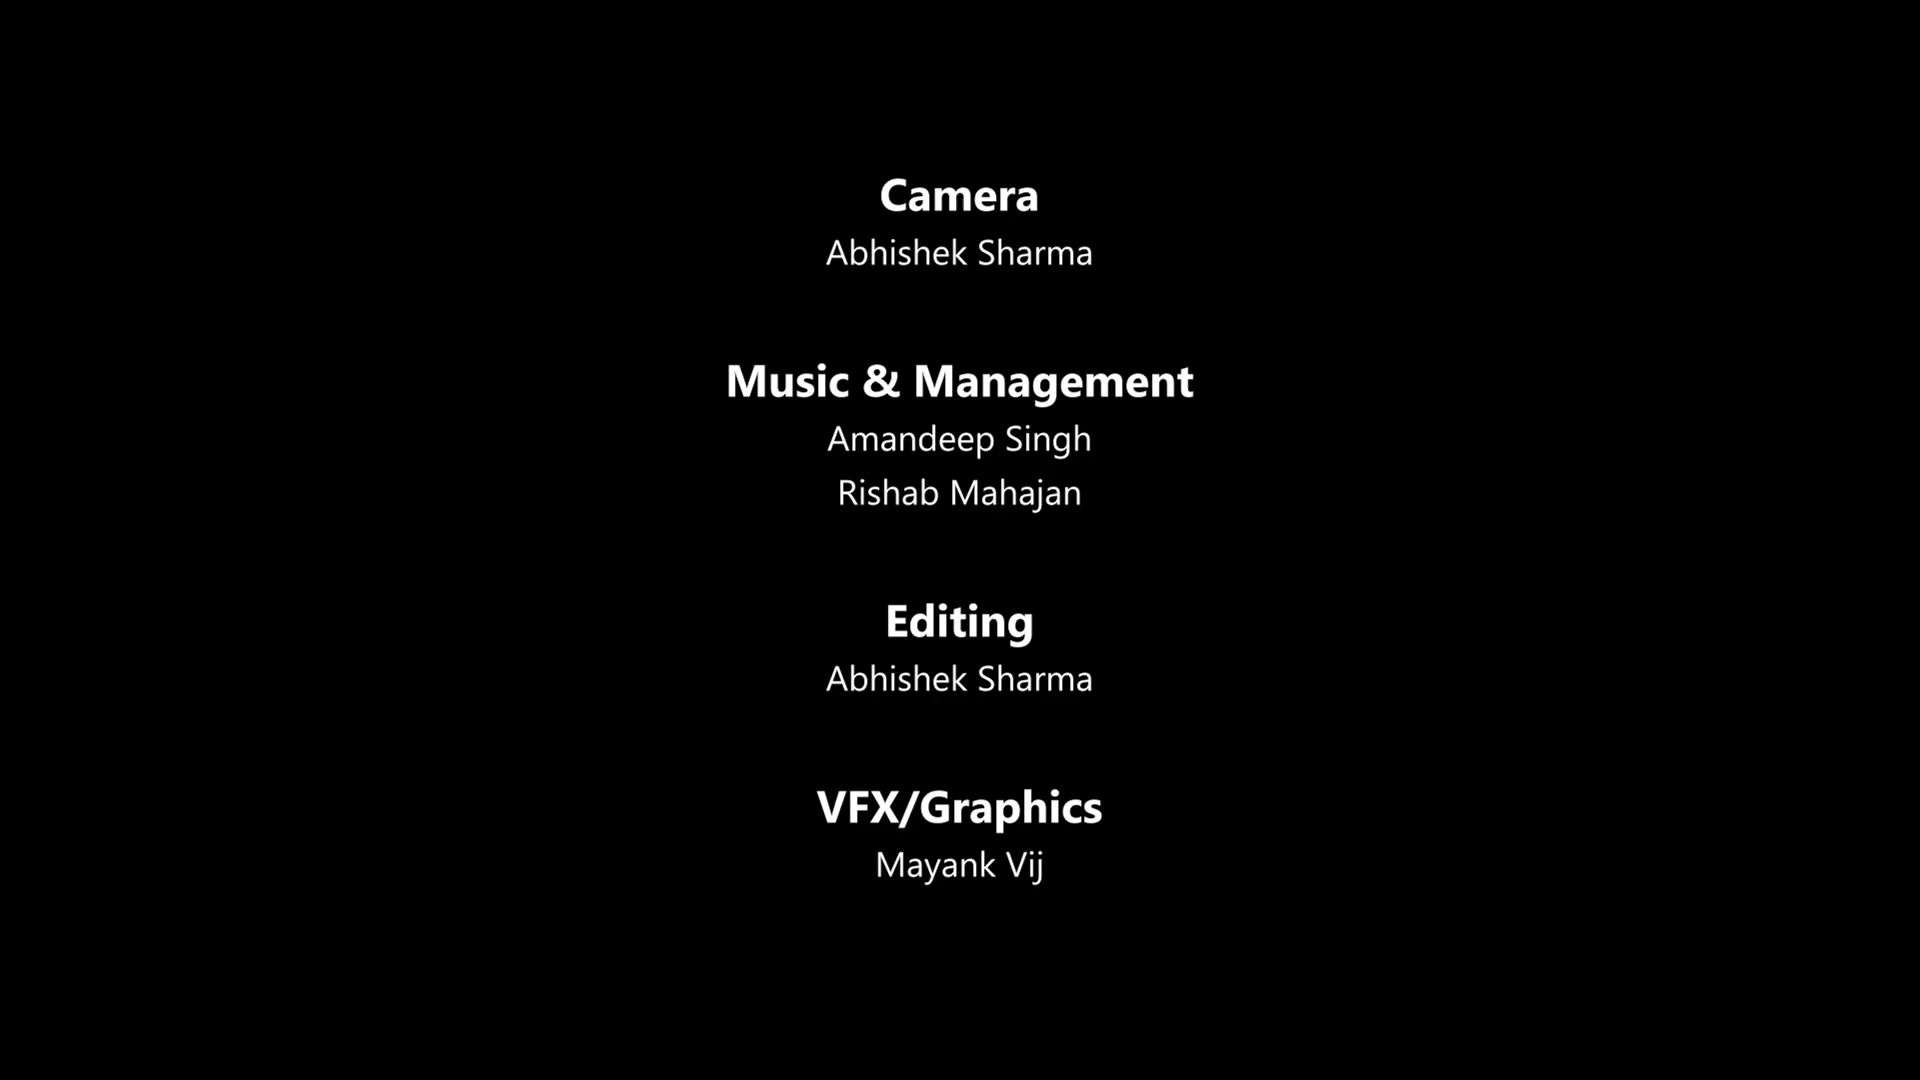 Camera
Abhishek Sharma
Music & Management
Amandeep Singh
Rishab Mahajan
Editing
Abhishek Sharma
VFX/Graphics
Mayank Vij